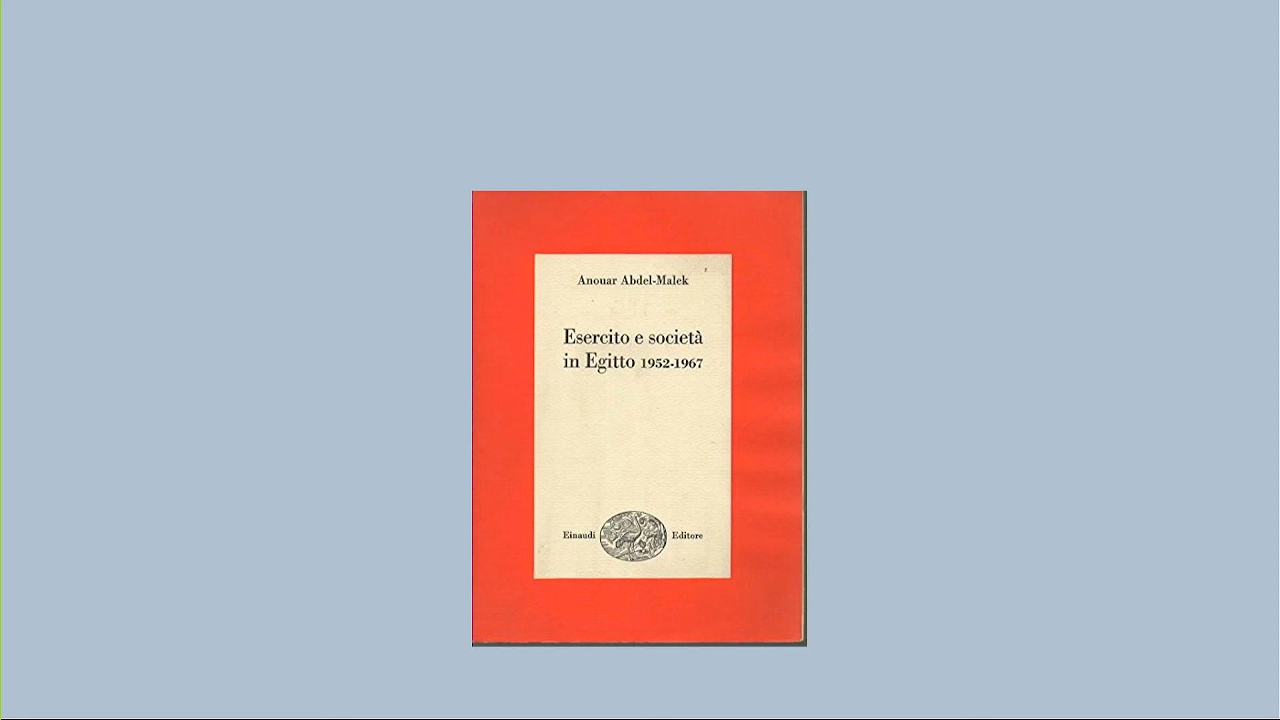 Anouar Abdel-Malek
Esercito e società
in Egitto 1952-1967
Einaudi Editore